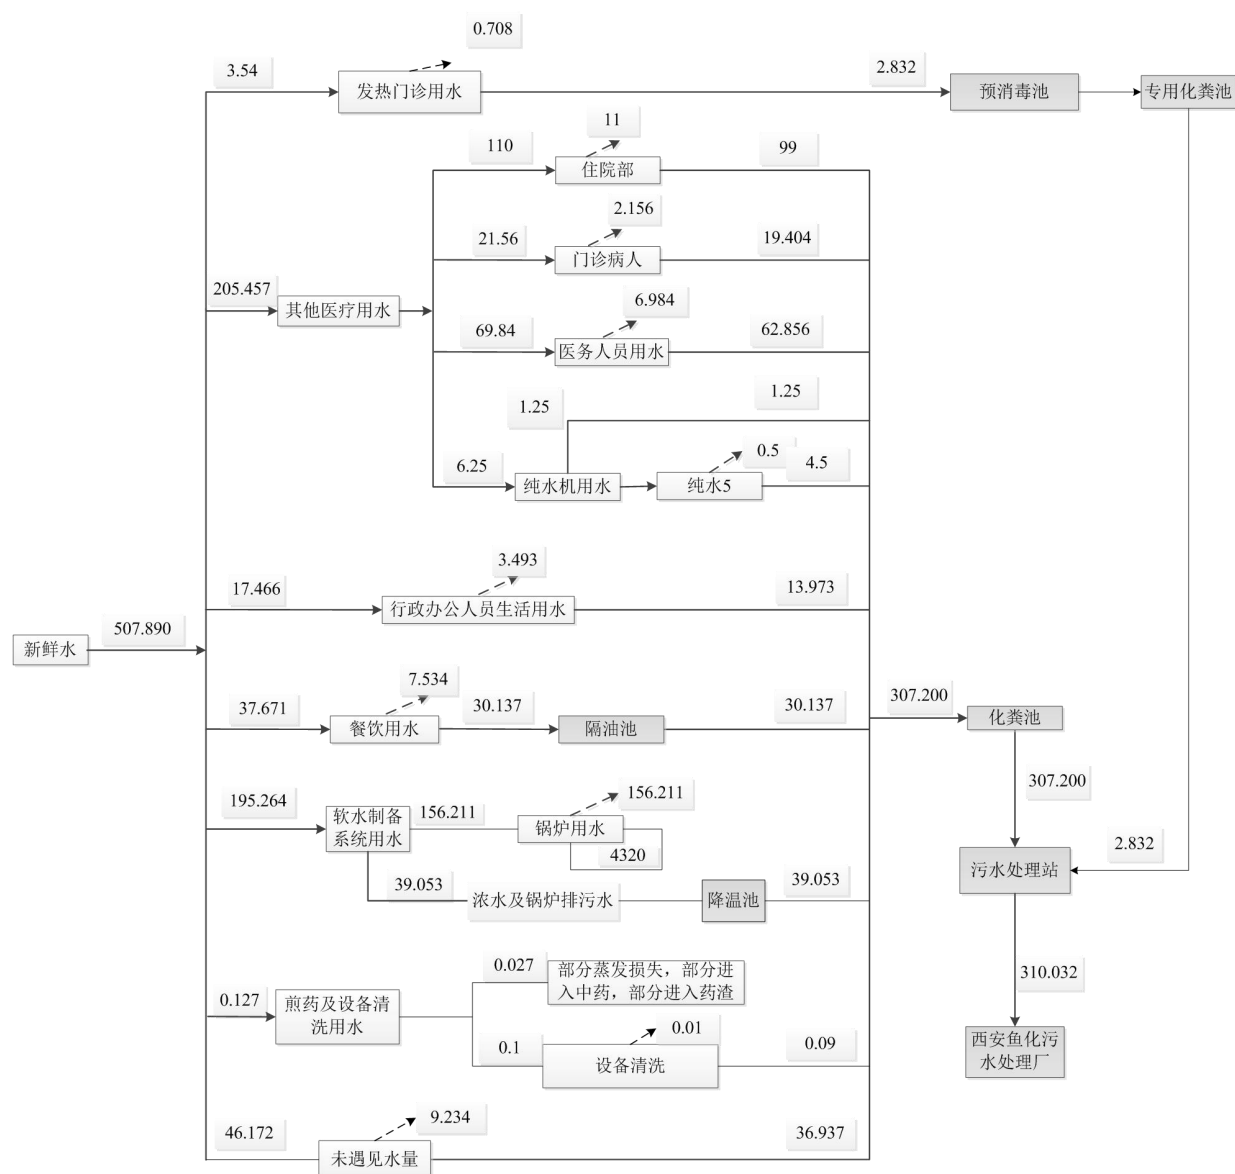 0.708
3.54
发热门诊用水
2.832
预消毒池
专用化粪池
11
110
住院部
99
2.156
21.56
门诊病人
19.404
205.457
其他医疗用水
6.984
69.84
医务人员用水
62.856
1.25
1.25
0.5
4.5
6.25
纯水机用水
纯水5
3.493
17.466
行政办公人员生活用水
13.973
新鲜水
507.890
7.534
37.671
餐饮用水
30.137
隔油池
30.137
307.200
化粪池
307.200
195.264
软水制备
系统用水
156.211
锅炉用水
156.211
4320
39.053
浓水及锅炉排污水
降温池
39.053
2.832
污水处理站
310.032
西安鱼化污
水处理厂
0.127
煎药及设备清
洗用水
0.027
部分蒸发损失，部分进
入中药，部分进入药渣
0.1
设备清洗
0.01
0.09
46.172
未遇见水量
9.234
36.937